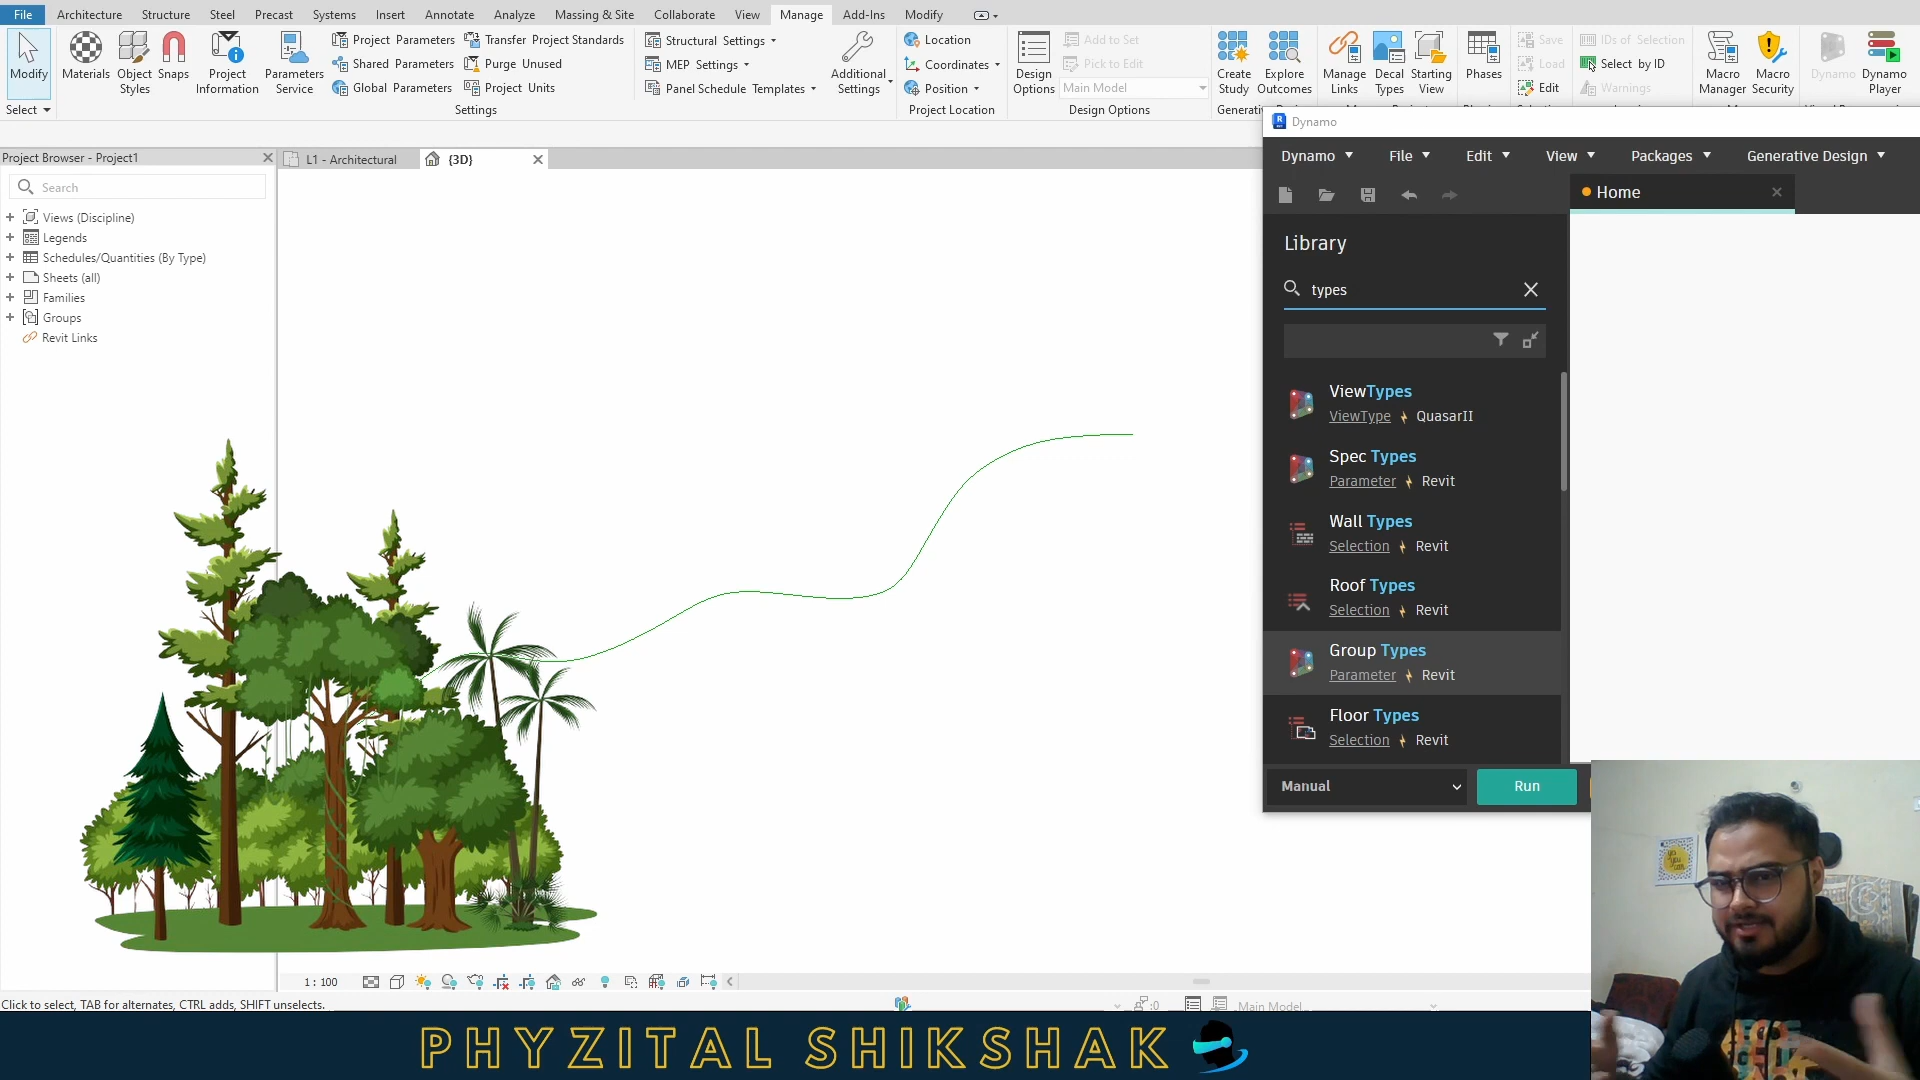 File Architecture Structure Steel Precast Systems Insert Annotate Analyze Massing & Site Collaborate View Manage Add-Ins Modify
Modify
Select
Materials
Object Styles
Snaps
Project Information
Parameters Service
Project Parameters
Shared Parameters
Global Parameters
Transfer Project Standards
Purge Unused
Project Units
Settings
Structural Settings
MEP Settings
Panel Schedule Templates
Additional Settings
Location
Coordinates
Position
Project Location
Design Options
Add to Set
Pick to Edit
Main Model
Design Options
Create Study
Explore Outcomes
Generati
Manage Links
Decal Types
Starting View
Phases
Save
Load
Edit
IDs of Selection
Select by ID
Warnings
Macro Manager
Macro Security
Dynamo
Dynamo Player
Project Browser - Project1
L1 - Architectural
{3D}
Search
Views (Discipline)
Legends
Schedules/Quantities (By Type)
Sheets (all)
Families
Groups
Revit Links
Dynamo
Dynamo File Edit View Packages Generative Design
Home
Library
types
ViewTypes
ViewType QuasarII
Spec Types
Parameter Revit
Wall Types
Selection Revit
Roof Types
Selection Revit
Group Types
Parameter Revit
Floor Types
Selection Revit
Manual
Run
1 : 100
Click to select, TAB for alternates, CTRL adds, SHIFT unselects.
:0
Main Model
PHYZITAL SHIKSHAK